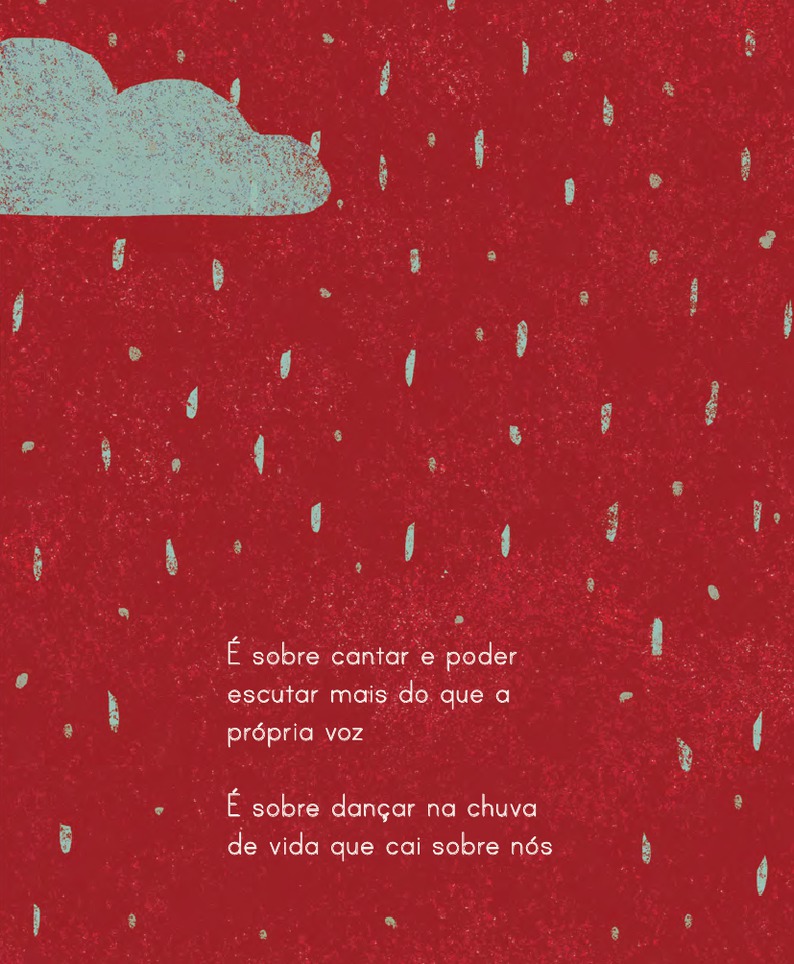 É sobre cantar e poder
escutar mais do que a
própria voz
É sobre dançar na chuva
de vida que cai sobre nós